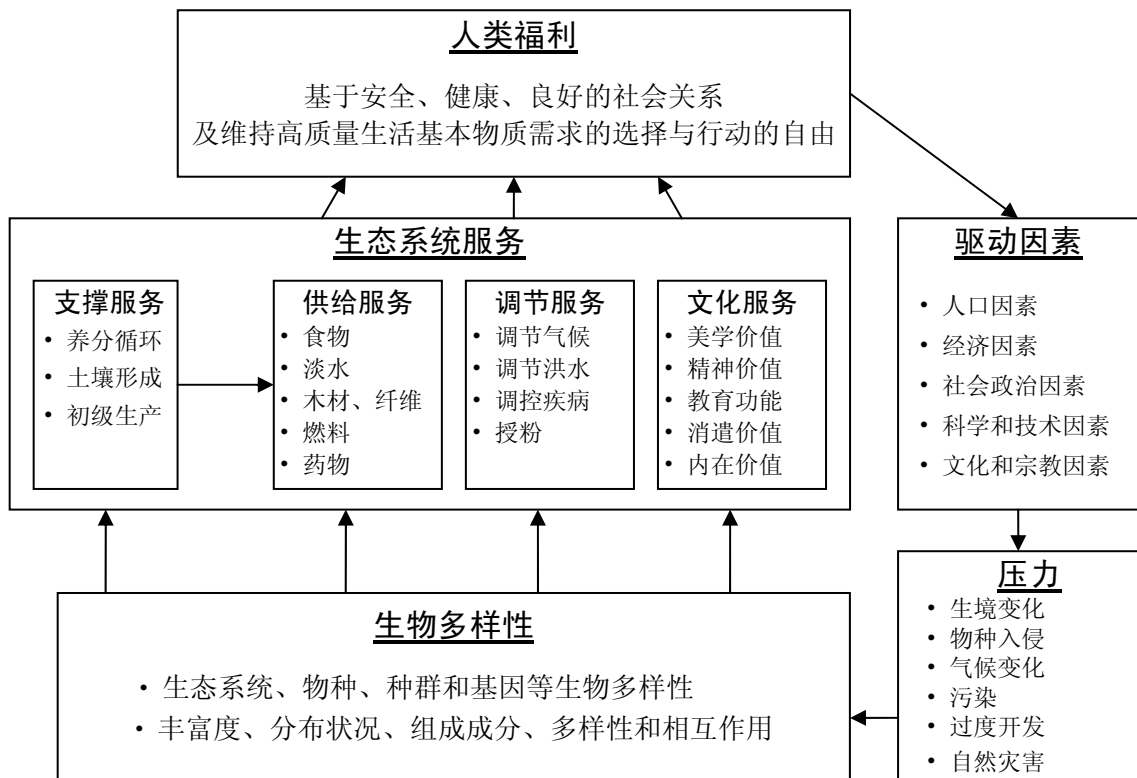 人类福利
基于安全、健康、良好的社会关系
及维持高质量生活基本物质需求的选择与行动的自由
生态系统服务
支撑服务
• 养分循环
• 土壤形成
• 初级生产
供给服务
• 食物
• 淡水
• 木材、纤维
• 燃料
• 药物
调节服务
• 调节气候
• 调节洪水
• 调控疾病
• 授粉
文化服务
• 美学价值
• 精神价值
• 教育功能
• 消遣价值
• 内在价值
驱动因素
• 人口因素
• 经济因素
• 社会政治因素
• 科学和技术因素
• 文化和宗教因素
压力
• 生境变化
• 物种入侵
• 气候变化
• 污染
• 过度开发
• 自然灾害
生物多样性
• 生态系统、物种、种群和基因等生物多样性
• 丰富度、分布状况、组成成分、多样性和相互作用